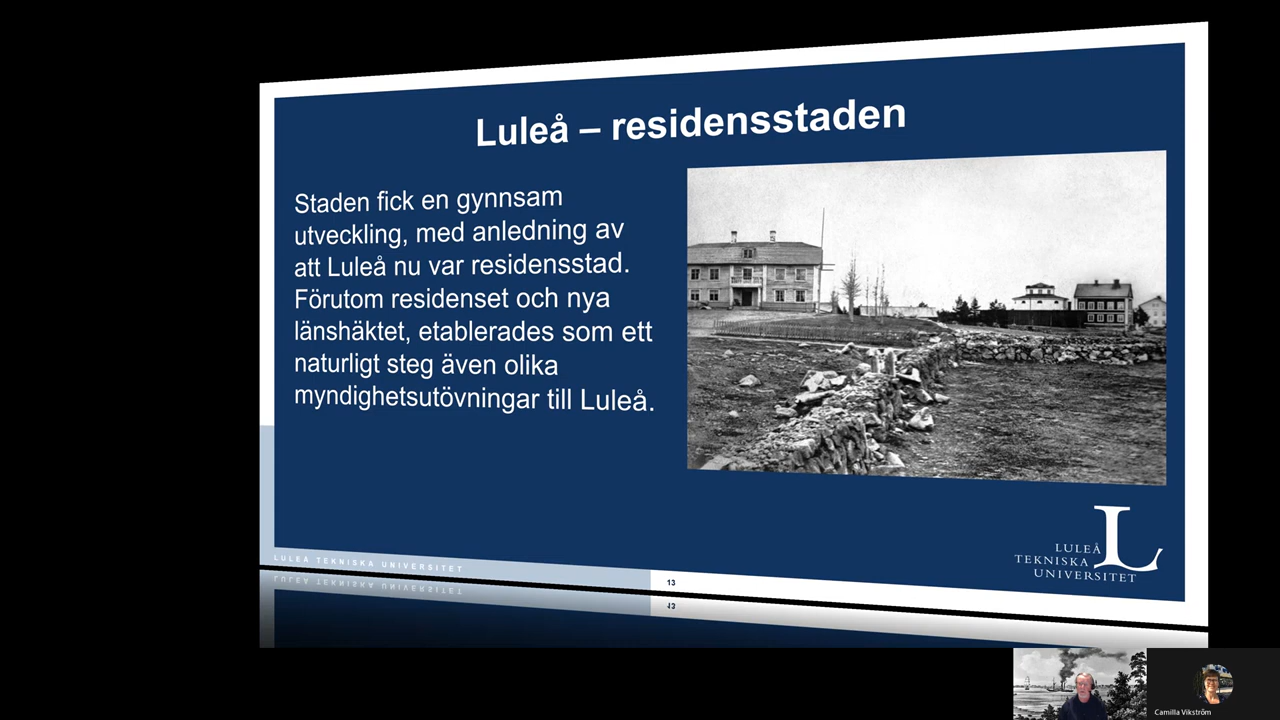 Luleå – residensstaden
Staden fick en gynnsam
utveckling, med anledning av
att Luleå nu var residensstad.
Förutom residenset och nya
länshäktet, etablerades som ett
naturligt steg även olika
myndighetsutövningar till Luleå.
LULEÅ
TEKNISKA
UNIVERSITET
L
LULEÅ TEKNISKA UNIVERSITET
13
Camilla Vikström